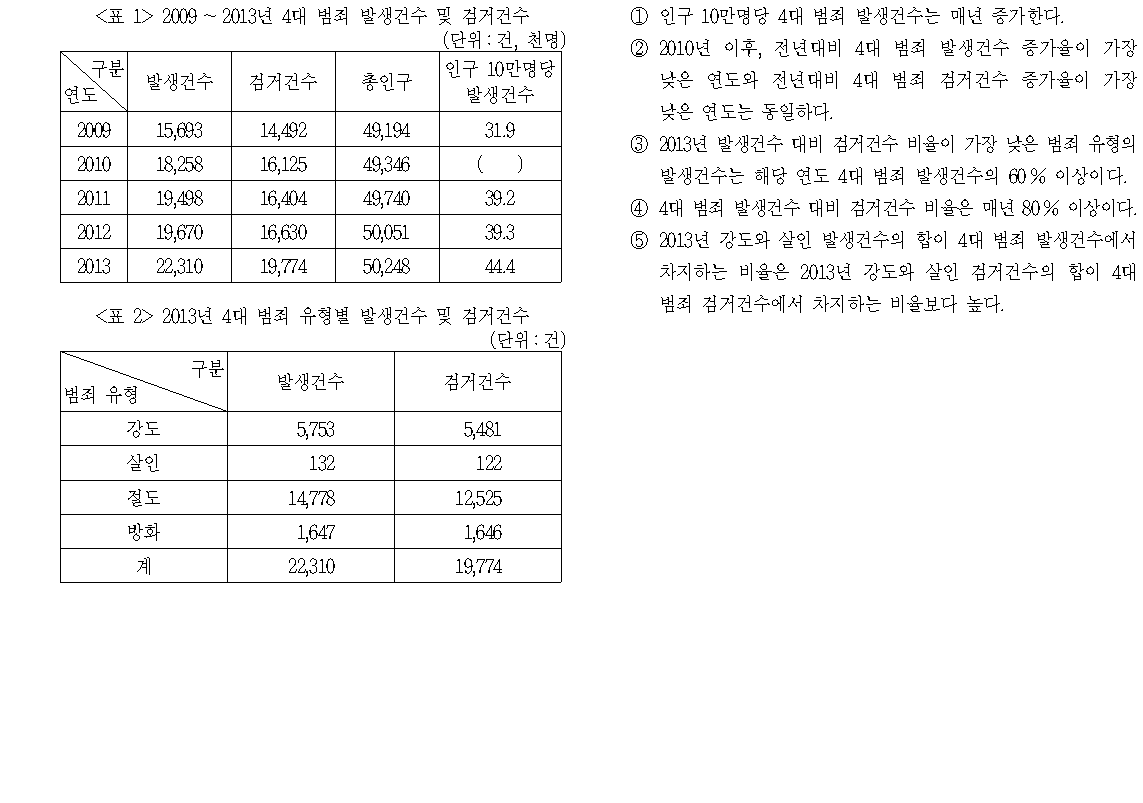 <표 1> 2009 ~ 2013년 4대 범죄 발생건수 및 검거건수
(단위 : 건, 천명)
구분 연도 발생건수 검거건수 총인구 인구 10만명당 발생건수
2009 15,693 14,492 49,194 31.9
2010 18,258 16,125 49,346 ( )
2011 19,498 16,404 49,740 39.2
2012 19,670 16,630 50,051 39.3
2013 22,310 19,774 50,248 44.4
<표 2> 2013년 4대 범죄 유형별 발생건수 및 검거건수
(단위 : 건)
구분 범죄 유형 발생건수 검거건수
강도 5,753 5,481
살인 132 122
절도 14,778 12,525
방화 1,647 1,646
계 22,310 19,774
① 인구 10만명당 4대 범죄 발생건수는 매년 증가한다.
② 2010년 이후, 전년대비 4대 범죄 발생건수 증가율이 가장
낮은 연도와 전년대비 4대 범죄 검거건수 증가율이 가장
낮은 연도는 동일하다.
③ 2013년 발생건수 대비 검거건수 비율이 가장 낮은 범죄 유형의
발생건수는 해당 연도 4대 범죄 발생건수의 60% 이상이다.
④ 4대 범죄 발생건수 대비 검거건수 비율은 매년 80% 이상이다.
⑤ 2013년 강도와 살인 발생건수의 합이 4대 범죄 발생건수에서
차지하는 비율은 2013년 강도와 살인 검거건수의 합이 4대
범죄 검거건수에서 차지하는 비율보다 높다.